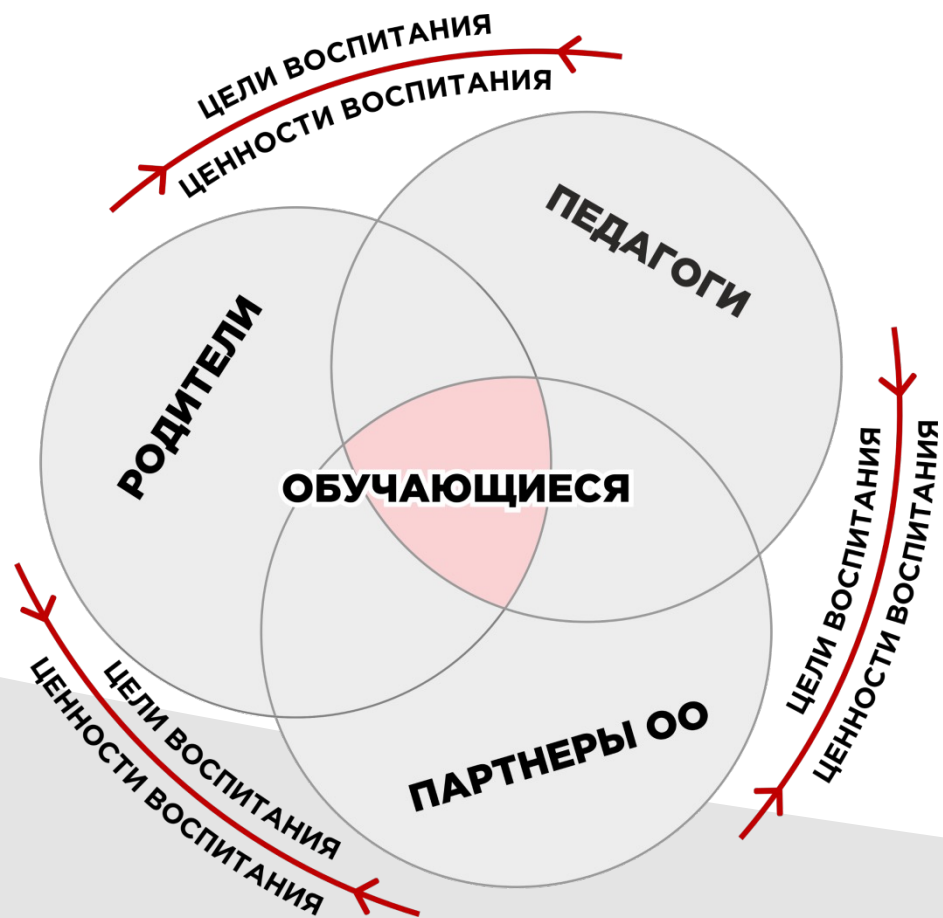 ЦЕЛИ ВОСПИТАНИЯ
ЦЕННОСТИ ВОСПИТАНИЯ
ПЕДАГОГИ
РОДИТЕЛИ
ОБУЧАЮЩИЕСЯ
ЦЕЛИ ВОСПИТАНИЯ
ЦЕННОСТИ ВОСПИТАНИЯ
ПАРТНЕРЫ ОО
ЦЕЛИ ВОСПИТАНИЯ
ЦЕННОСТИ ВОСПИТАНИЯ